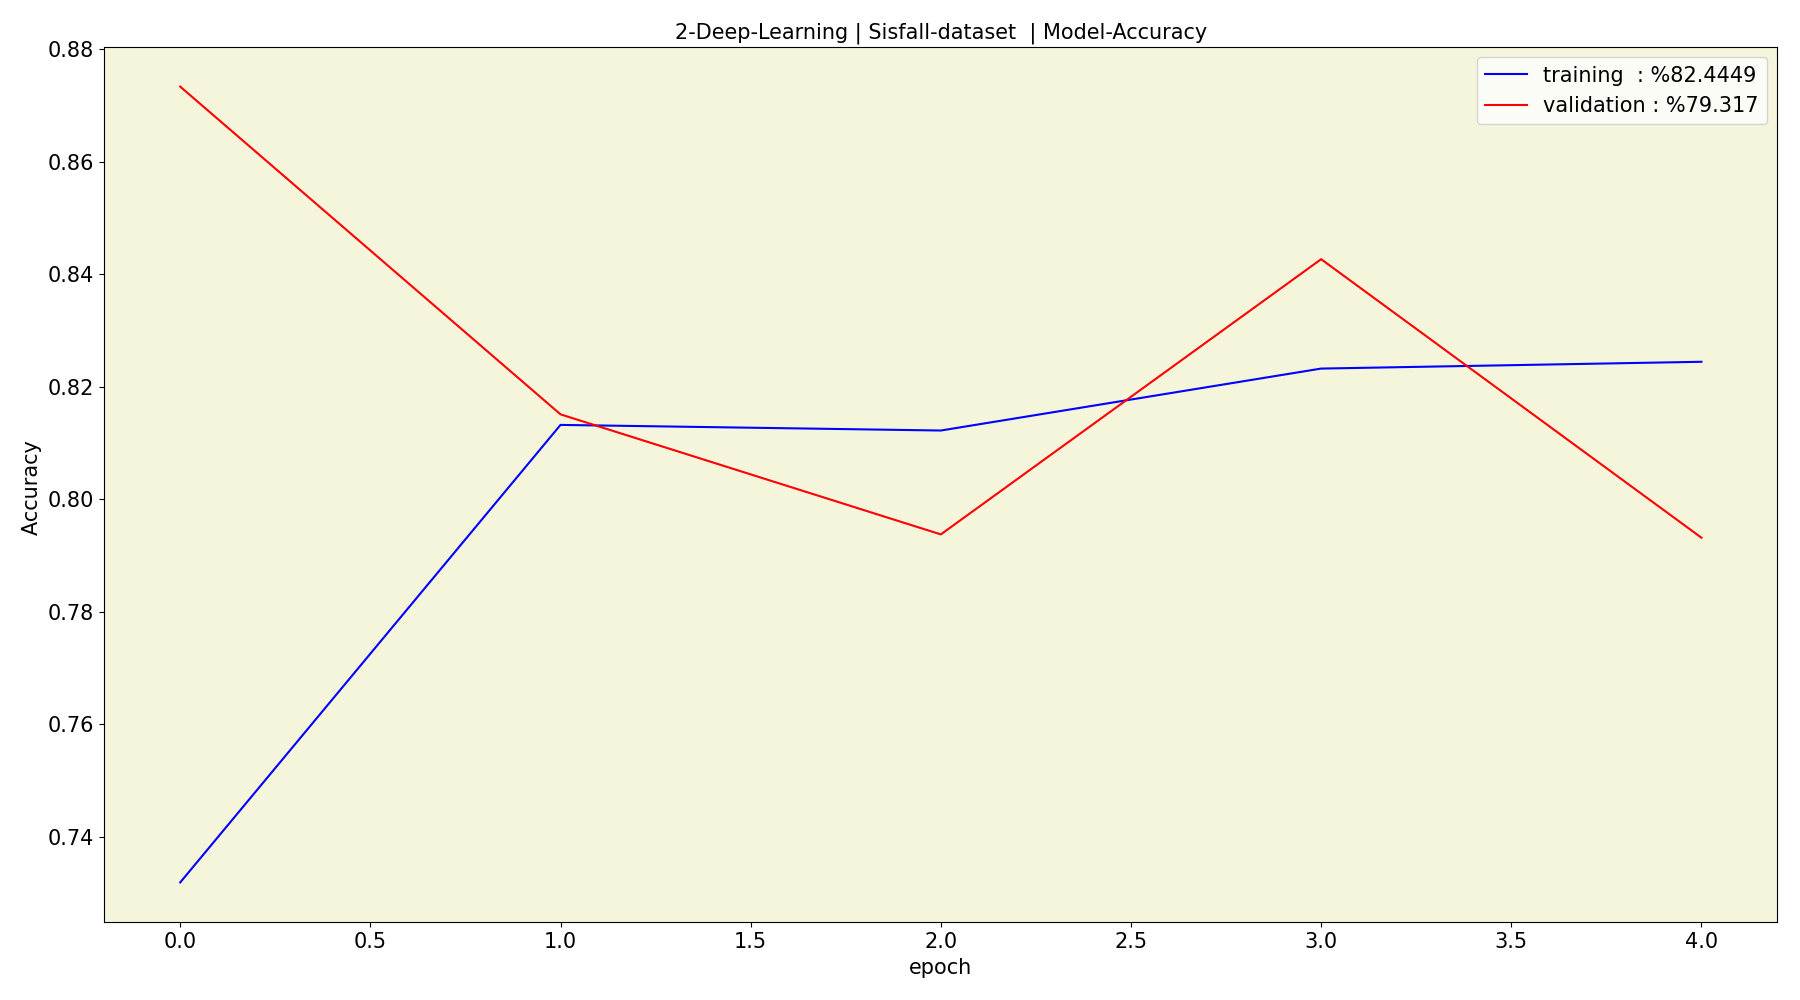 2-Deep-Learning | Sisfall-dataset  | Model-Accuracy
training  : %82.4449
validation : %79.317
0.88
0.86
0.84
0.82
0.80
0.78
0.76
0.74
Accuracy
0.0 0.5 1.0 1.5 2.0 2.5 3.0 3.5 4.0
epoch